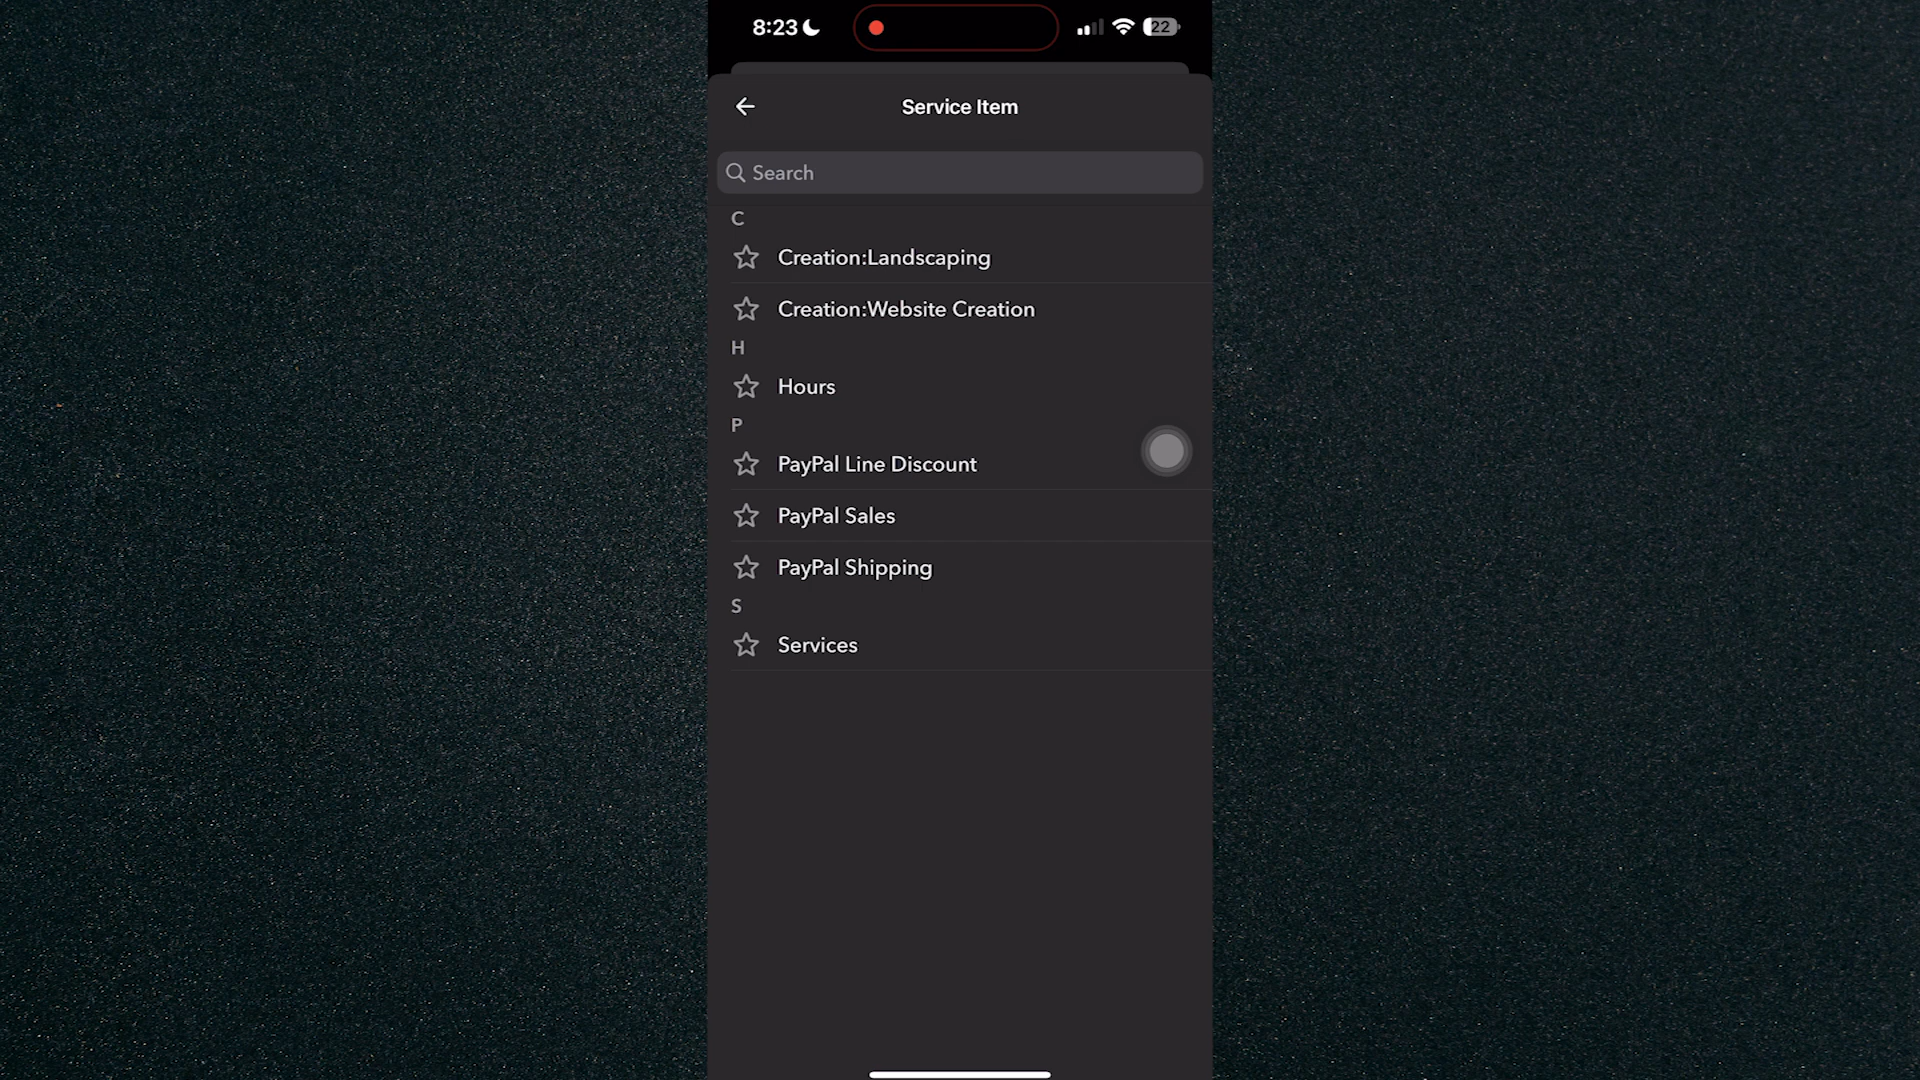 8:23
22
Service Item
Search
C
Creation:Landscaping
Creation:Website Creation
H
Hours
P
PayPal Line Discount
PayPal Sales
PayPal Shipping
S
Services